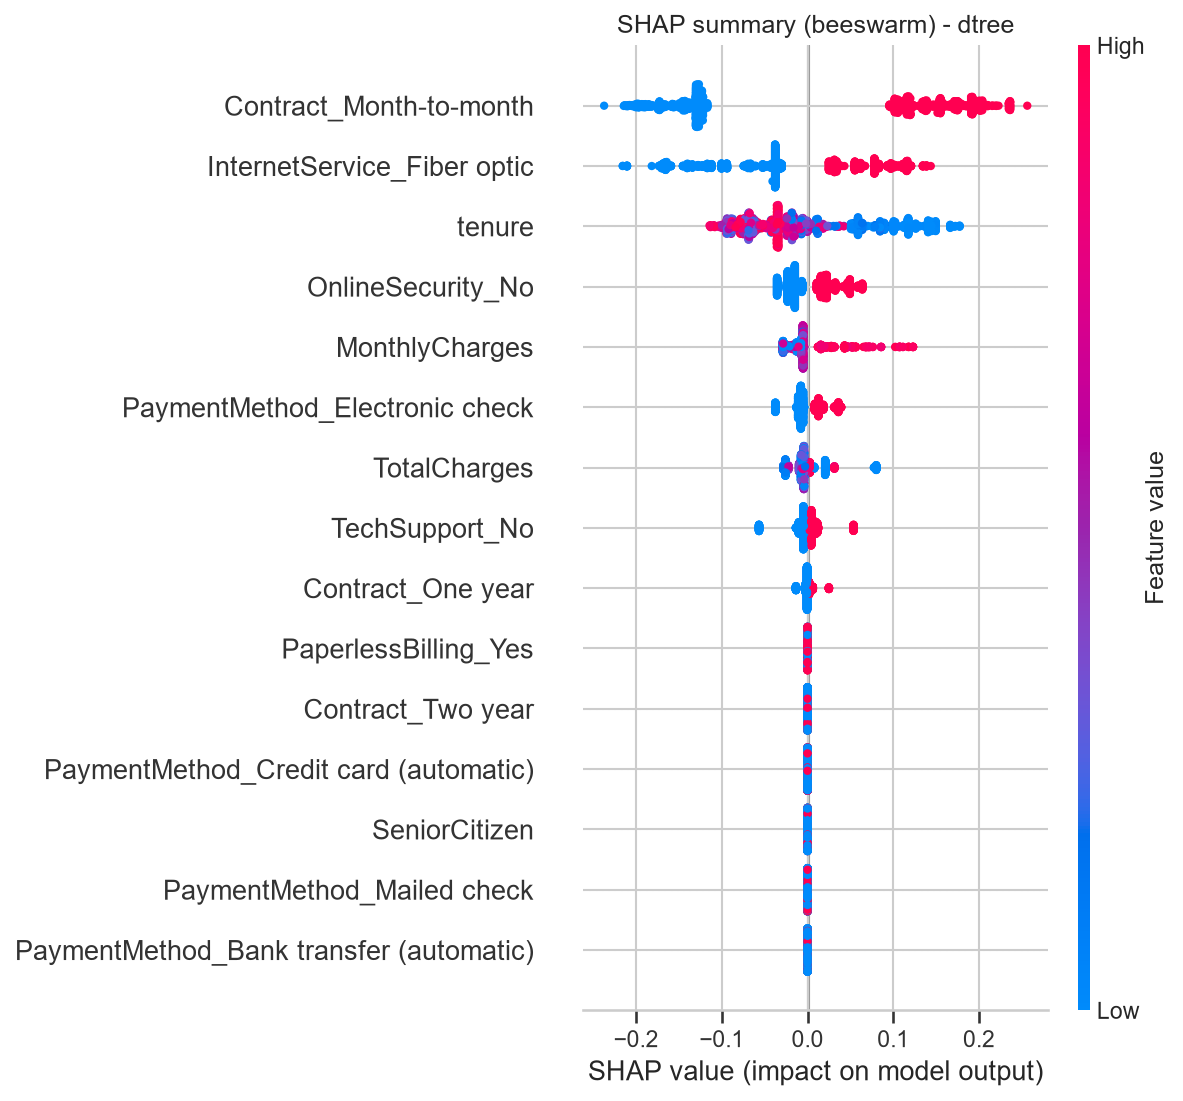 SHAP summary (beeswarm) - dtree
High
Contract_Month-to-month
InternetService_Fiber optic
tenure
OnlineSecurity_No
MonthlyCharges
PaymentMethod_Electronic check
TotalCharges
TechSupport_No
Contract_One year
PaperlessBilling_Yes
Contract_Two year
PaymentMethod_Credit card (automatic)
SeniorCitizen
PaymentMethod_Mailed check
PaymentMethod_Bank transfer (automatic)
Feature value
Low
−0.2 −0.1 0.0 0.1 0.2
SHAP value (impact on model output)